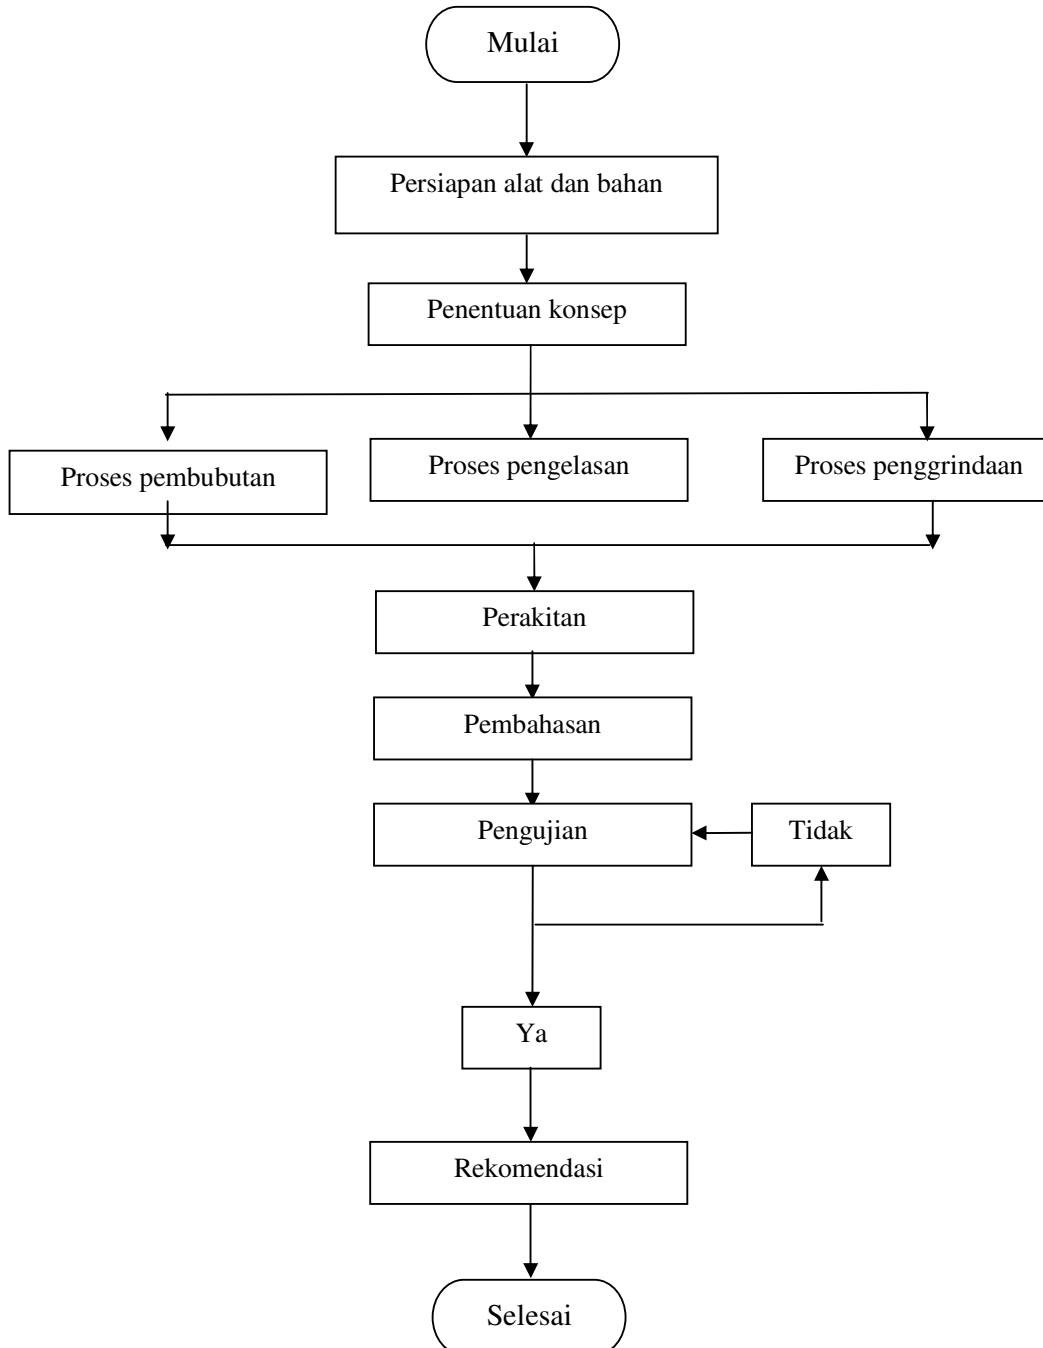 Mulai
Persiapan alat dan bahan
Penentuan konsep
Proses pembubutan
Proses pengelasan
Proses penggrindaan
Perakitan
Pembahasan
Pengujian
Tidak
Ya
Rekomendasi
Selesai